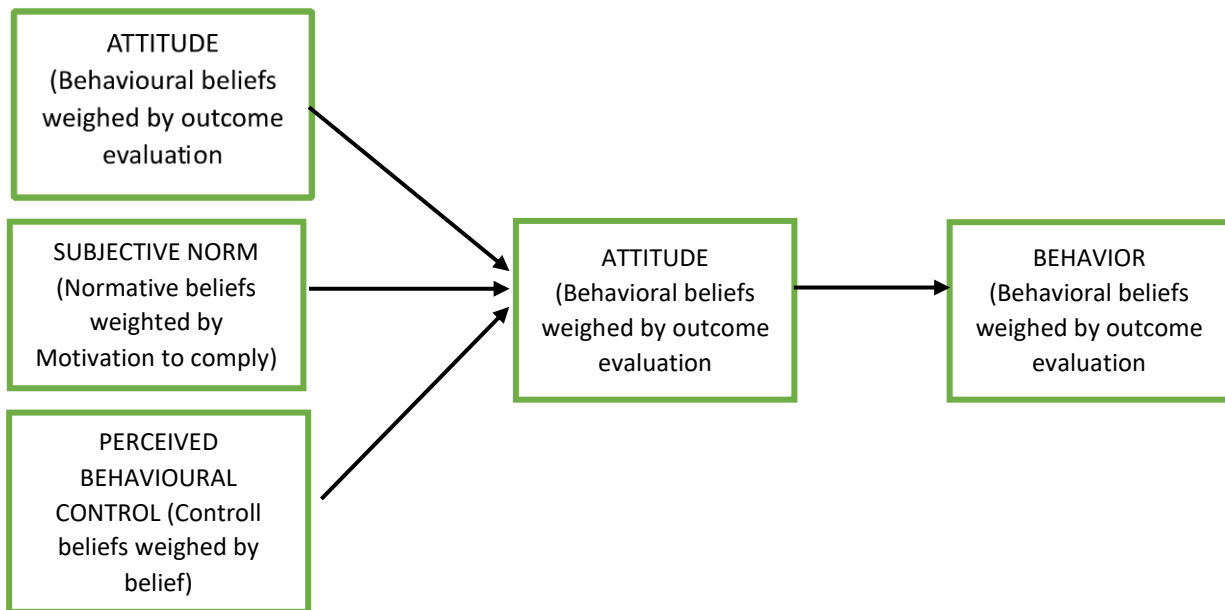 ATTITUDE
(Behavioural beliefs
weighed by outcome
evaluation
SUBJECTIVE NORM
(Normative beliefs
weighted by
Motivation to comply)
PERCEIVED
BEHAVIOURAL
CONTROL (Controll
beliefs weighed by
belief)
ATTITUDE
(Behavioral beliefs
weighed by outcome
evaluation
BEHAVIOR
(Behavioral beliefs
weighed by outcome
evaluation